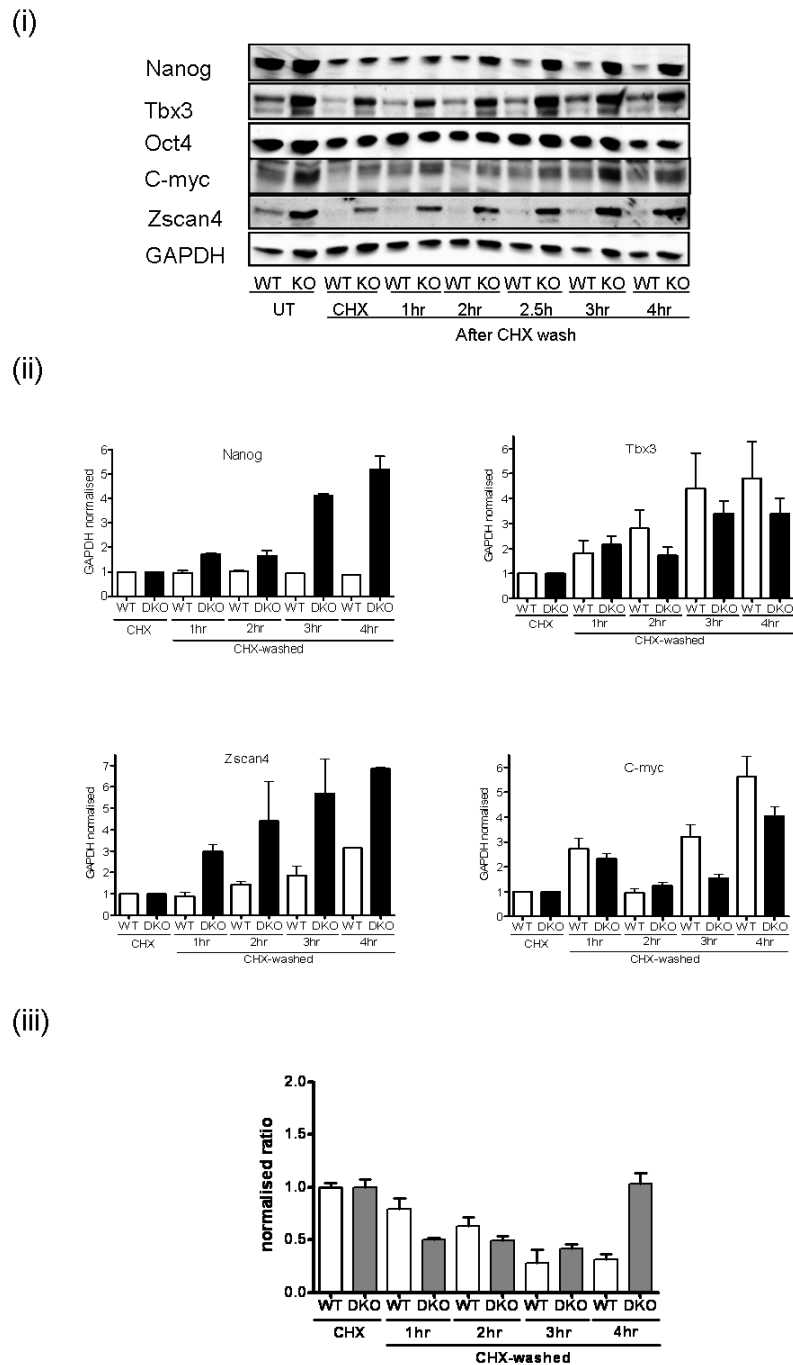 (i)
Nanog
Tbx3
Oct4
C-myc
Zscan4
GAPDH
WT KO WT KO WT KO WT KO WT KO WT KO WT KO
UT CHX 1hr 2hr 2.5h 3hr 4hr
After CHX wash
(ii)
Nanog
GAPDH normalised
6
5
4
3
2
1
0
WT DKO WT DKO WT DKO WT DKO WT DKO
CHX 1hr 2hr 3hr 4hr
CHX-washed
Tbx3
GAPDH normalised
6
5
4
3
2
1
0
WT DKO WT DKO WT DKO WT DKO WT DKO
CHX 1hr 2hr 3hr 4hr
CHX-washed
Zscan4
GAPDH normalised
7
6
5
4
3
2
1
0
WT DKO WT DKO WT DKO WT DKO WT DKO
CHX 1hr 2hr 3hr 4hr
CHX-washed
C-myc
GAPDH normalised
6
5
4
3
2
1
0
WT DKO WT DKO WT DKO WT DKO WT DKO
CHX 1hr 2hr 3hr 4hr
CHX-washed
(iii)
normalised ratio
2.0
1.5
1.0
0.5
0.0
WT DKO WT DKO WT DKO WT DKO WT DKO
CHX 1hr 2hr 3hr 4hr
CHX-washed